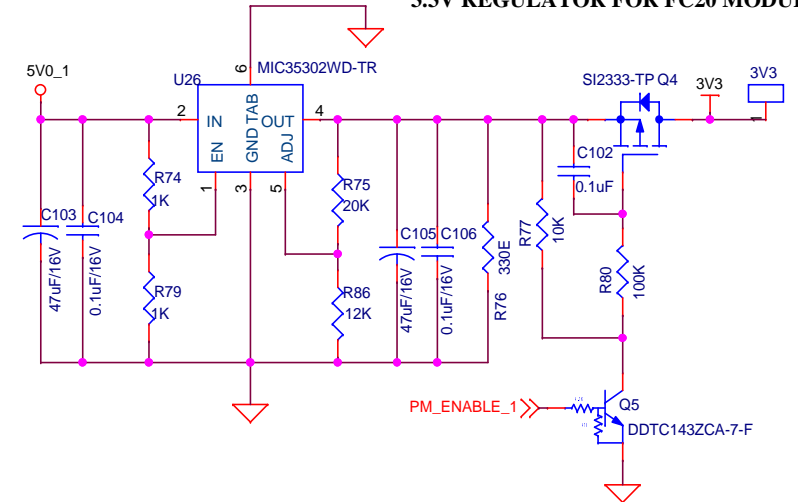 3.3V REGULATOR FOR FC20 MODU
5V0_1
U26
MIC35302WD-TR
6
2
IN
TAB
OUT
4
EN
GND
ADJ
1
3
5
SI2333-TP Q4
3V3
3V3
R74
1K
R79
1K
C103
47uF/16V
C104
0.1uF/16V
R75
20K
R86
12K
C105
47uF/16V
C106
0.1uF/16V
330E
R76
R77
10K
C102
0.1uF
R80
100K
PM_ENABLE_1
Q5
DDTC143ZCA-7-F